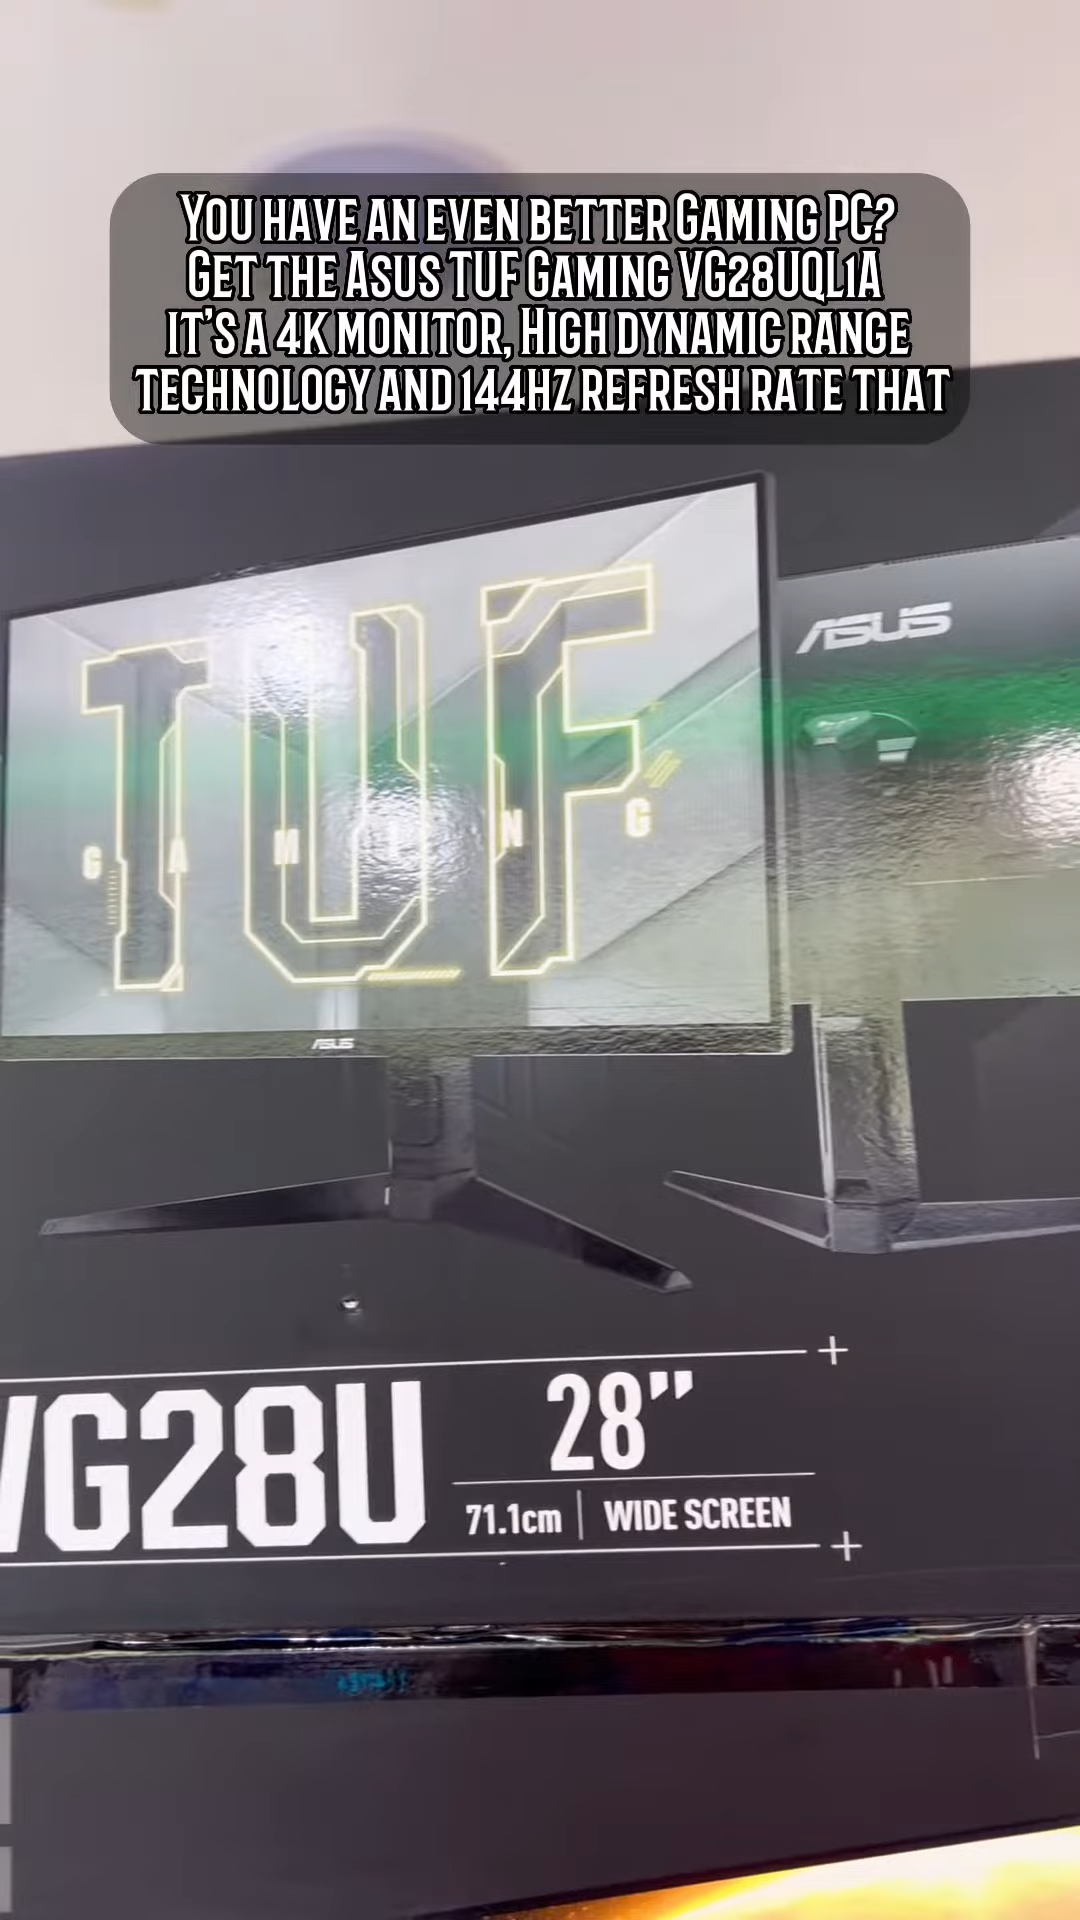 You have an even better Gaming PC?
Get the Asus TUF Gaming VG28UQL1A
it's a 4K monitor, High dynamic range
technology and 144Hz refresh rate that
TUF
GAMING
ASUS
ASUS
VG28U
28”
71.1cm | WIDE SCREEN